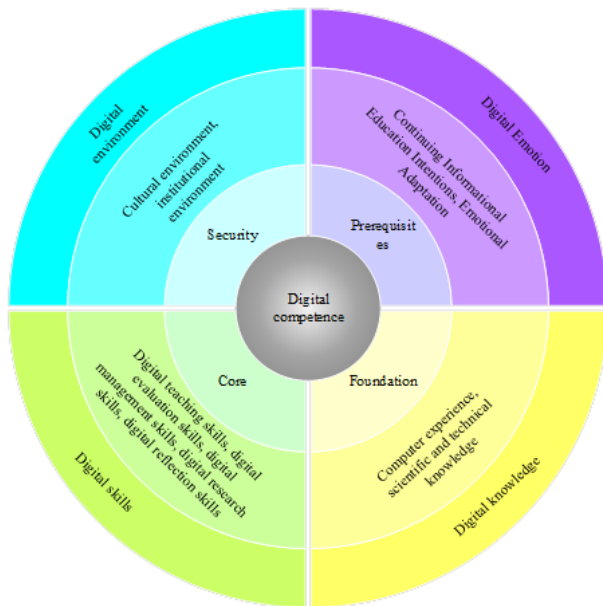 Digital
environment
Cultural environment,
institutional
environment
Security
Digital Emotion
Continuing Informational
Education Intentions, Emotional
Adaptation
Prerequisit
es
Digital
competence
Core
Digital teaching skills, digital
evaluation skills, digital
management skills, digital research
skills, digital reflection skills
Digital skills
Foundation
Computer experience,
scientific and technical
knowledge
Digital knowledge